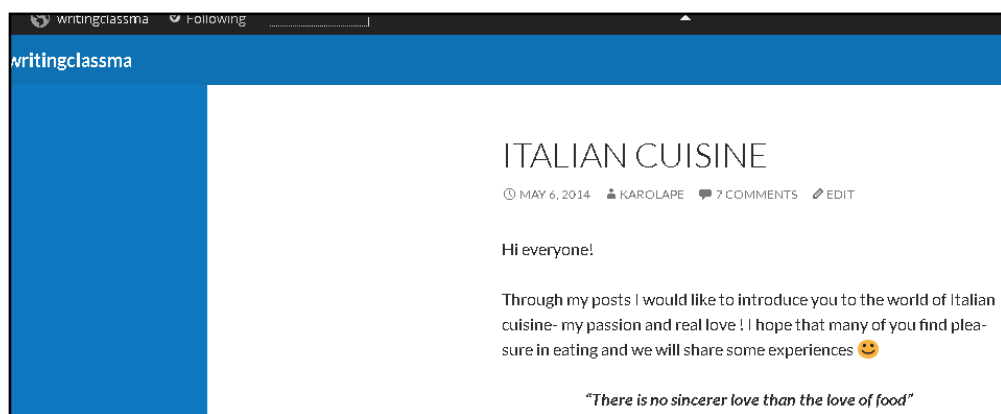 writingclassma Following
writingclassma
ITALIAN CUISINE
MAY 6, 2014 KAROLAPE 7 COMMENTS EDIT
Hi everyone!
Through my posts I would like to introduce you to the world of Italian
cuisine- my passion and real love ! I hope that many of you find plea-
sure in eating and we will share some experiences 🙂
“There is no sincerer love than the love of food”